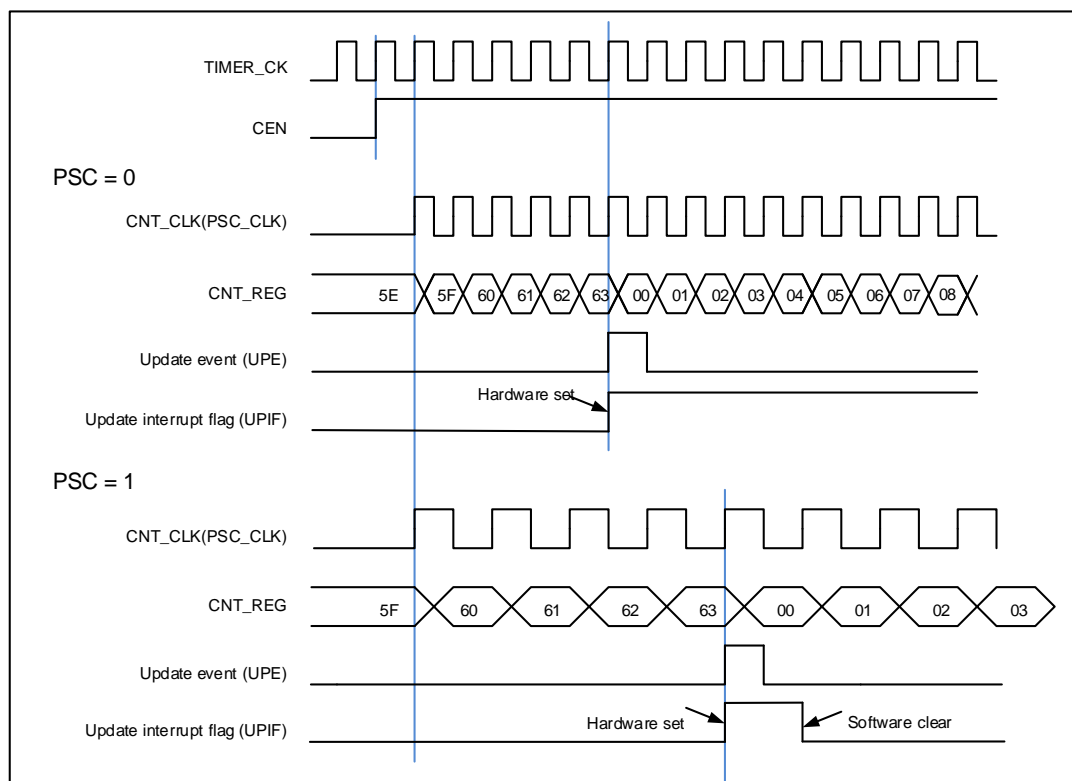 TIMER_CK
CEN
PSC = 0
CNT_CLK(PSC_CLK)
CNT_REG 5E 5F 60 61 62 63 00 01 02 03 04 05 06 07 08
Update event (UPE)
Hardware set
Update interrupt flag (UPIF)
PSC = 1
CNT_CLK(PSC_CLK)
CNT_REG 5F 60 61 62 63 00 01 02 03
Update event (UPE)
Update interrupt flag (UPIF) Hardware set Software clear